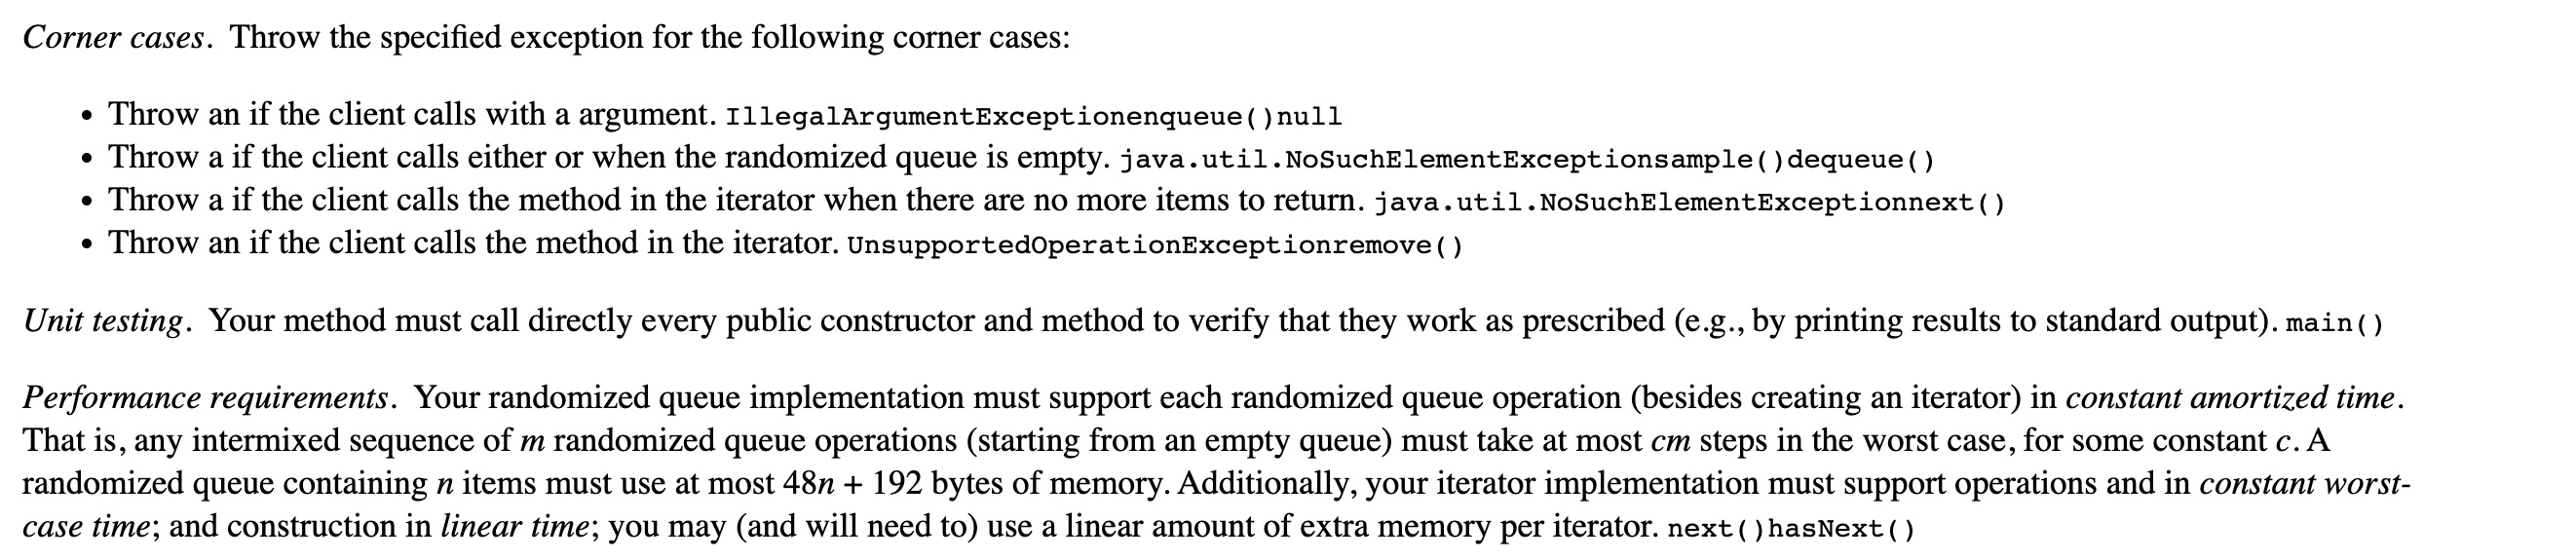 Corner cases. Throw the specified exception for the following corner cases:
• Throw an if the client calls with a argument. IllegalArgumentExceptionenqueue()null
• Throw a if the client calls either or when the randomized queue is empty. java.util.NoSuchElementExceptionsample()dequeue()
• Throw a if the client calls the method in the iterator when there are no more items to return. java.util.NoSuchElementExceptionnext()
• Throw an if the client calls the method in the iterator. UnsupportedOperationExceptionremove()
Unit testing. Your method must call directly every public constructor and method to verify that they work as prescribed (e.g., by printing results to standard output). main()
Performance requirements. Your randomized queue implementation must support each randomized queue operation (besides creating an iterator) in constant amortized time.
That is, any intermixed sequence of m randomized queue operations (starting from an empty queue) must take at most cm steps in the worst case, for some constant c. A
randomized queue containing n items must use at most 48n + 192 bytes of memory. Additionally, your iterator implementation must support operations and in constant worst-
case time; and construction in linear time; you may (and will need to) use a linear amount of extra memory per iterator. next()hasNext()